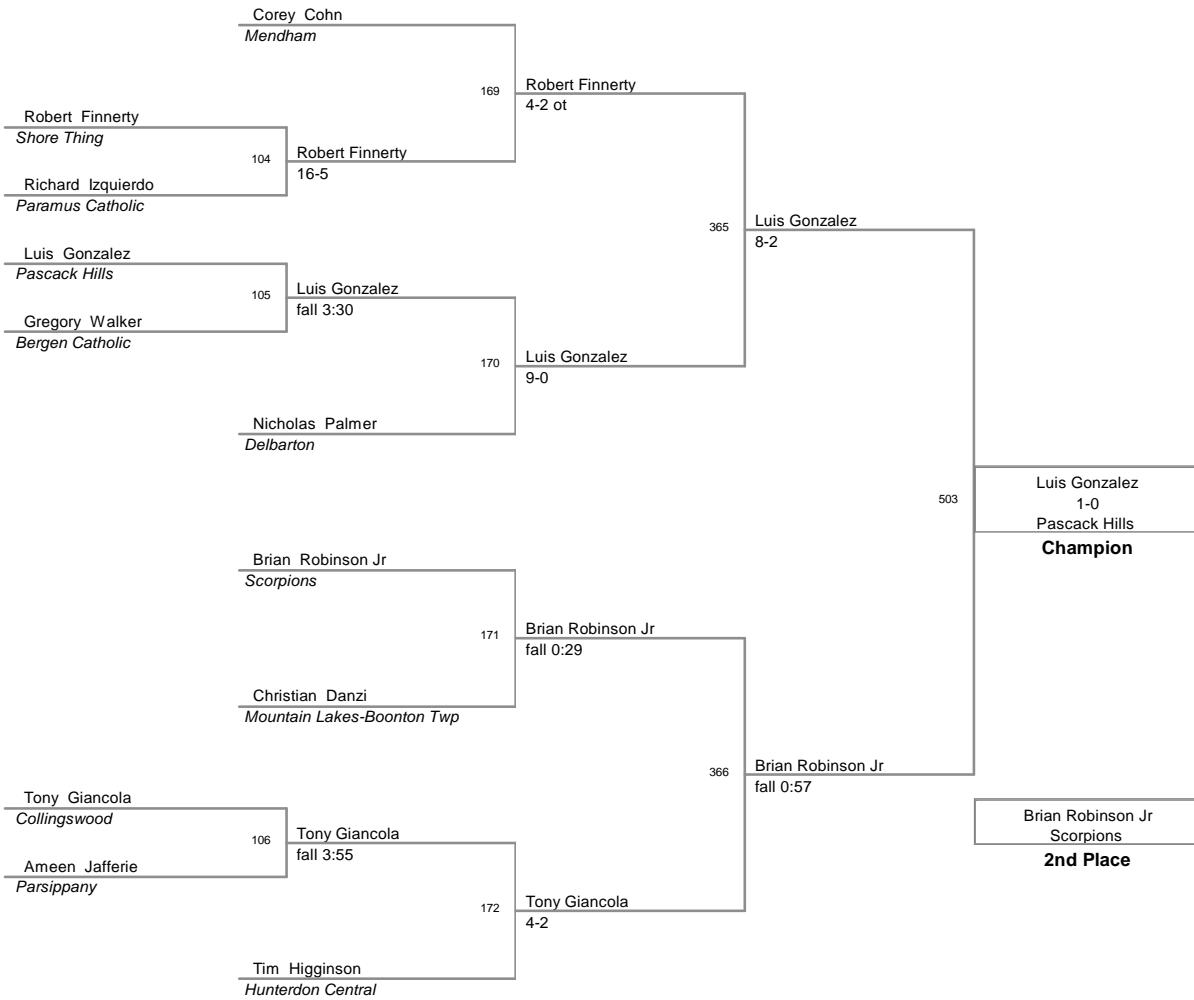 Corey Cohn
Mendham
169
Robert Finnerty
4-2 ot
Robert Finnerty
Shore Thing
104
Robert Finnerty
16-5
Richard Izquierdo
Paramus Catholic
365
Luis Gonzalez
8-2
Luis Gonzalez
Pascack Hills
105
Luis Gonzalez
fall 3:30
Gregory Walker
Bergen Catholic
170
Luis Gonzalez
9-0
Nicholas Palmer
Delbarton
503
Luis Gonzalez
1-0
Pascack Hills
Champion
Brian Robinson Jr
Scorpions
171
Brian Robinson Jr
fall 0:29
Christian Danzi
Mountain Lakes-Boonton Twp
366
Brian Robinson Jr
fall 0:57
Tony Giancola
Collingswood
106
Tony Giancola
fall 3:55
Ameen Jafferie
Parsippany
Brian Robinson Jr
Scorpions
2nd Place
172
Tony Giancola
4-2
Tim Higginson
Hunterdon Central